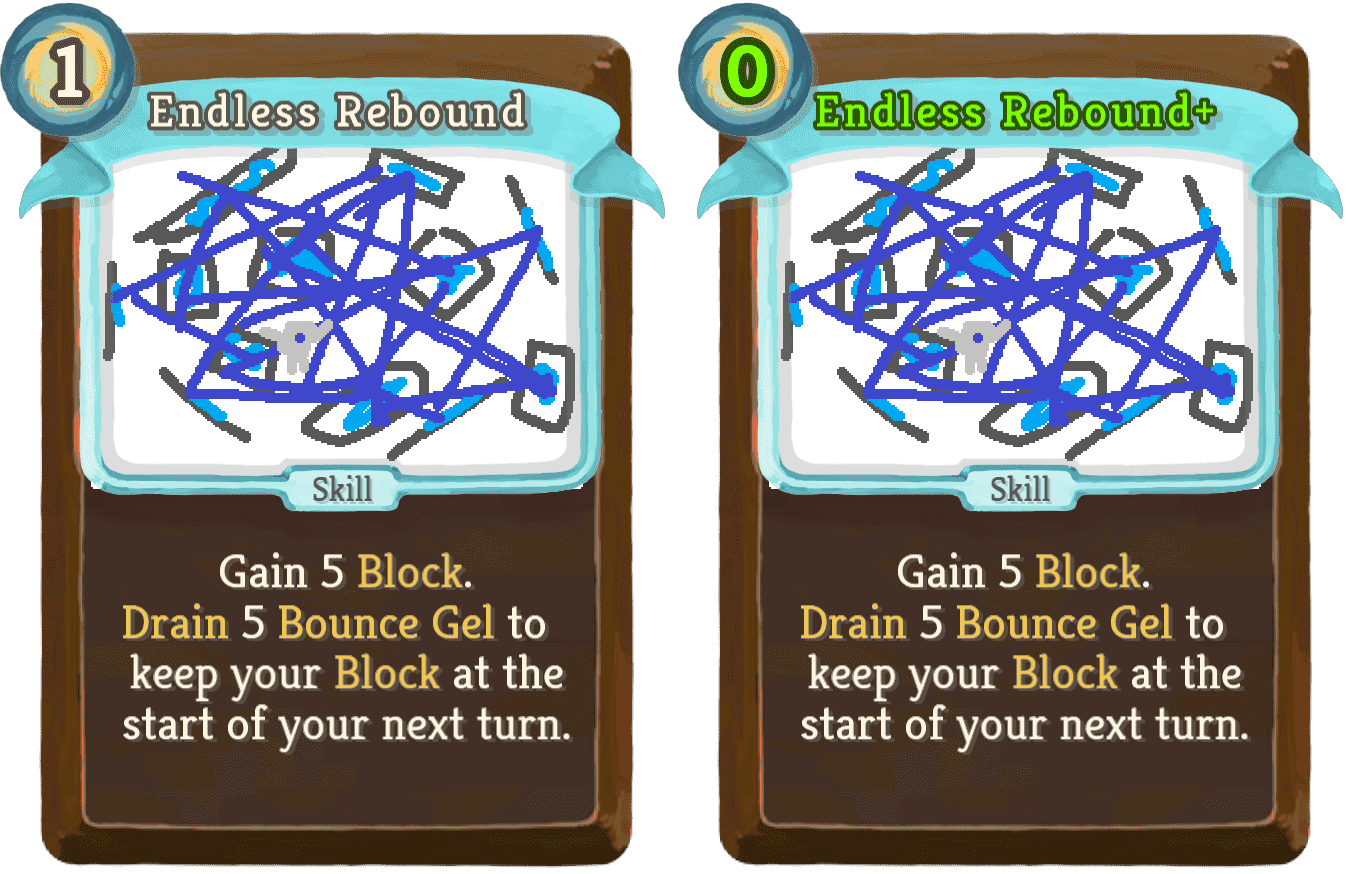 1
Endless Rebound
Skill
Gain 5 Block.
Drain 5 Bounce Gel to
keep your Block at the
start of your next turn.
0
Endless Rebound+
Skill
Gain 5 Block.
Drain 5 Bounce Gel to
keep your Block at the
start of your next turn.